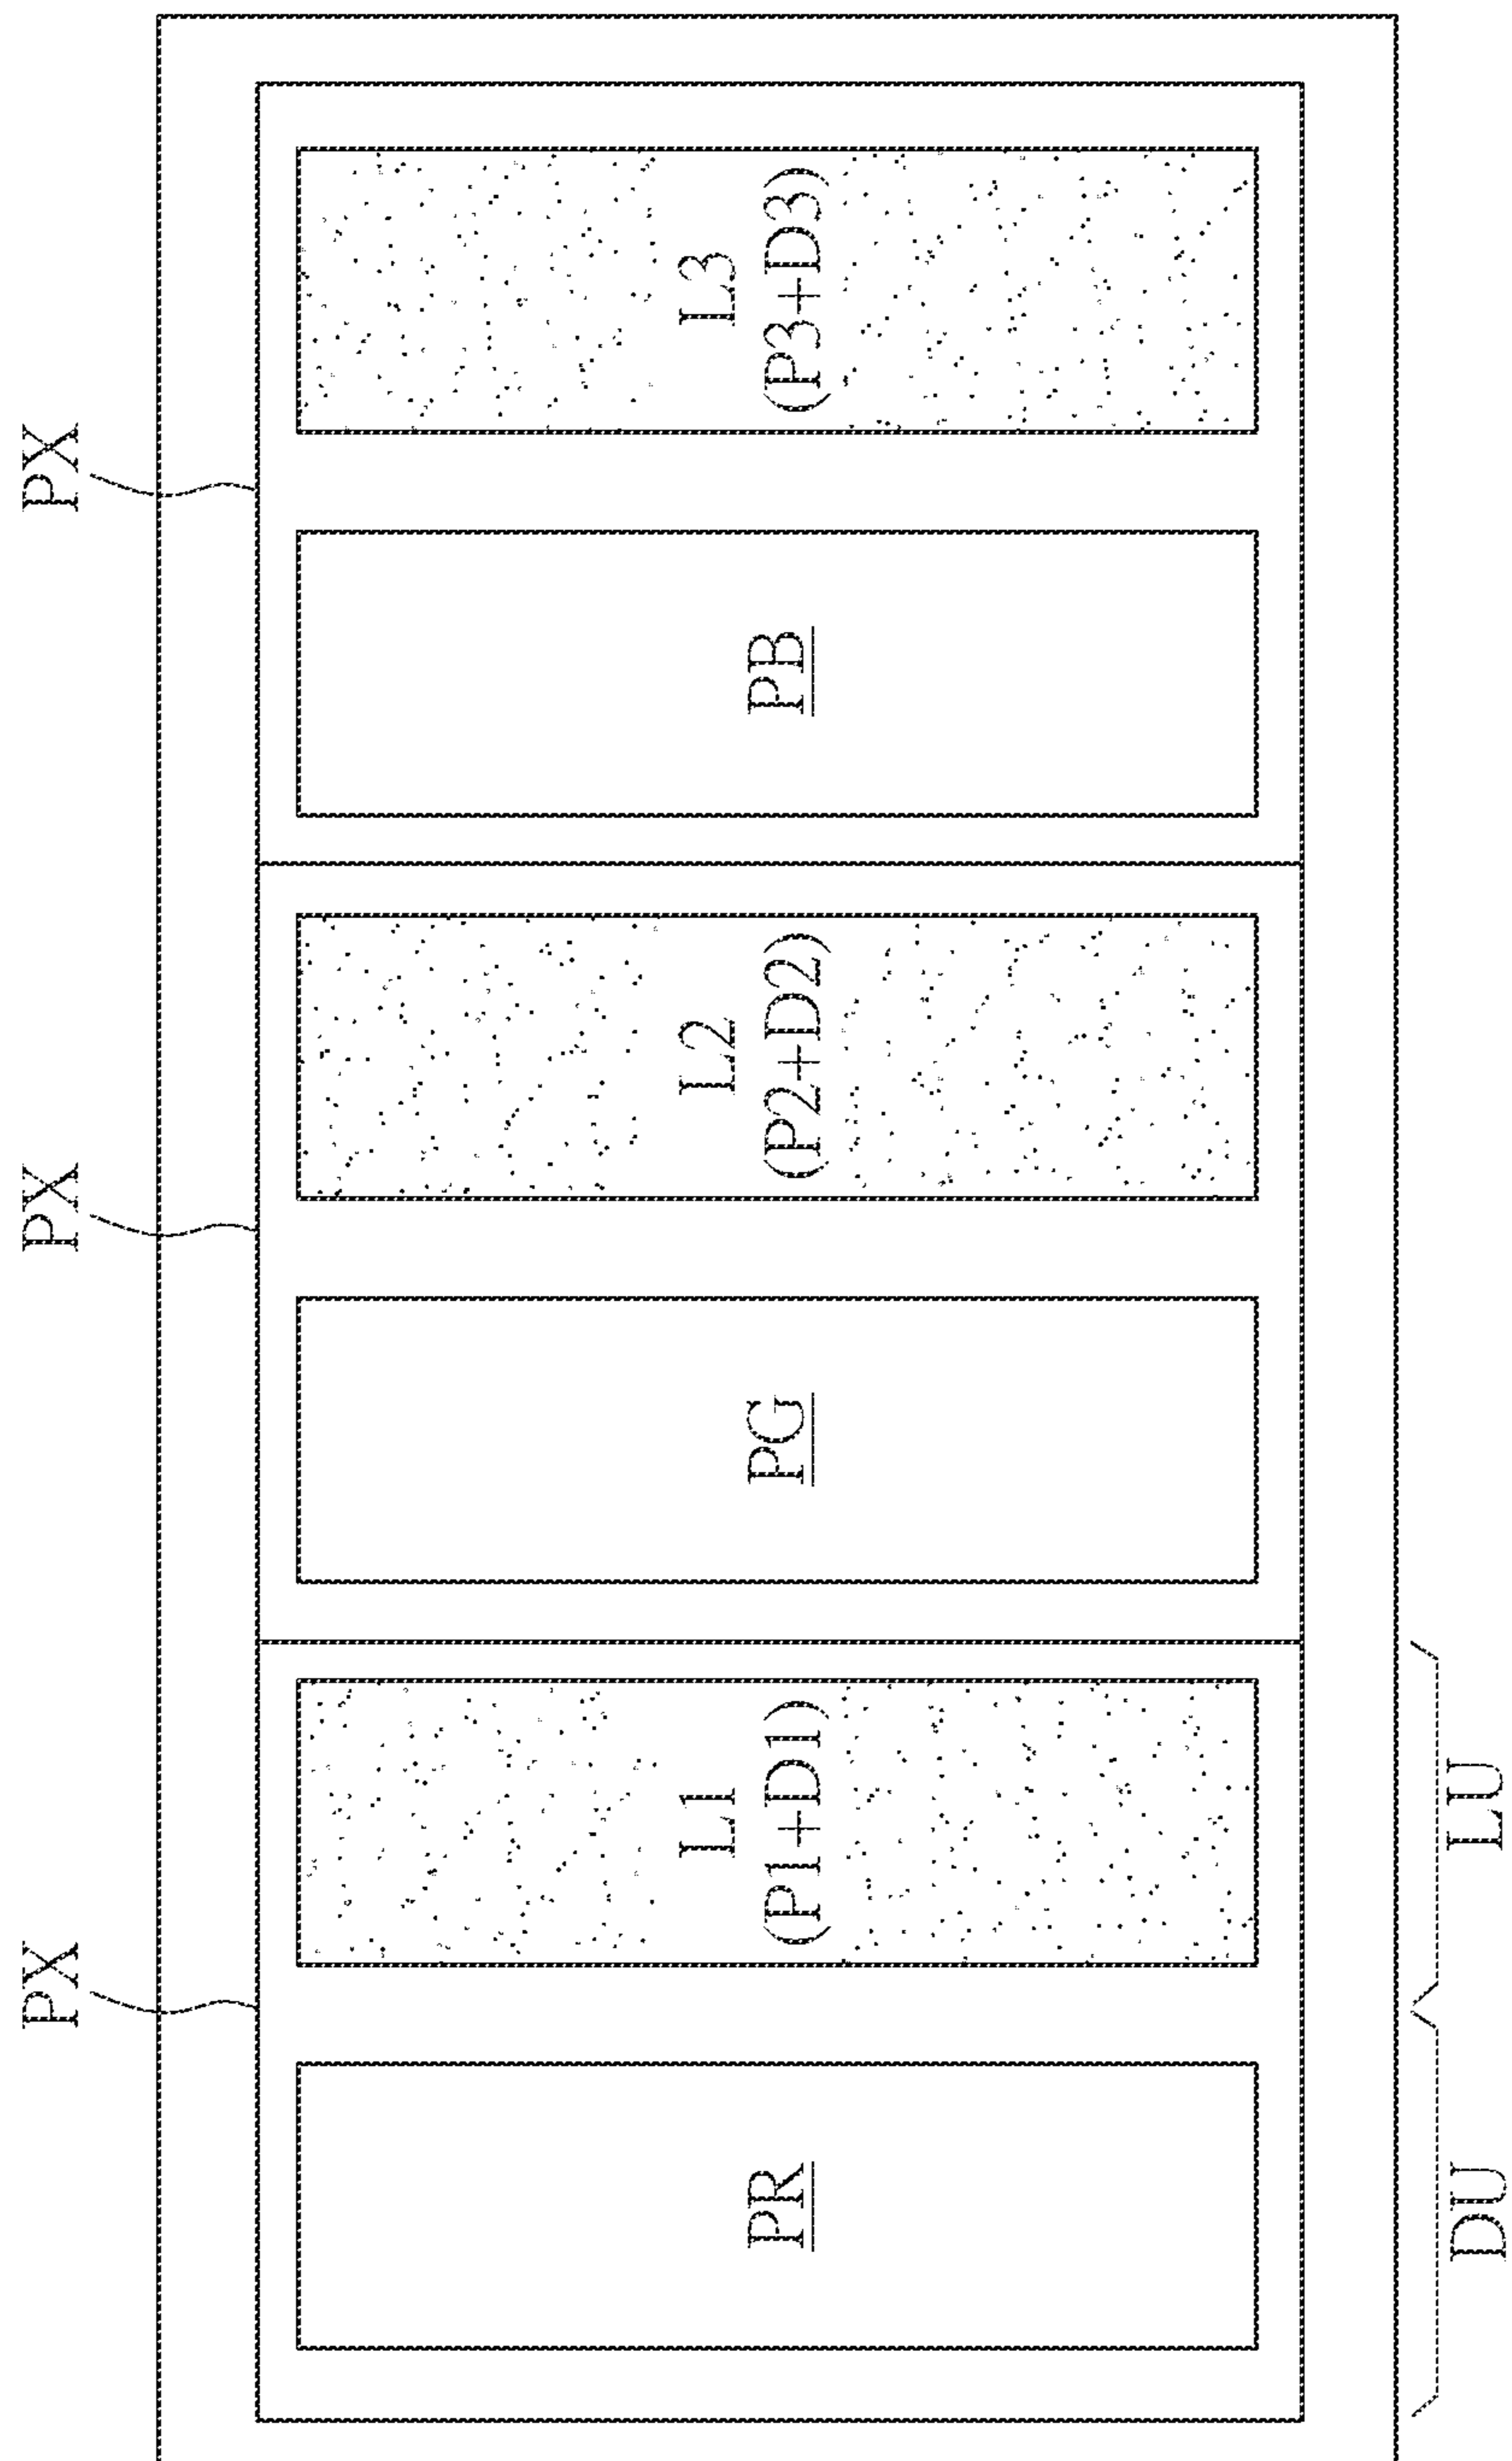 PX
PX
PX
PR
L1
(P1+D1)
PG
L2
(P2+D2)
PB
L3
(P3+D3)
DU
LU